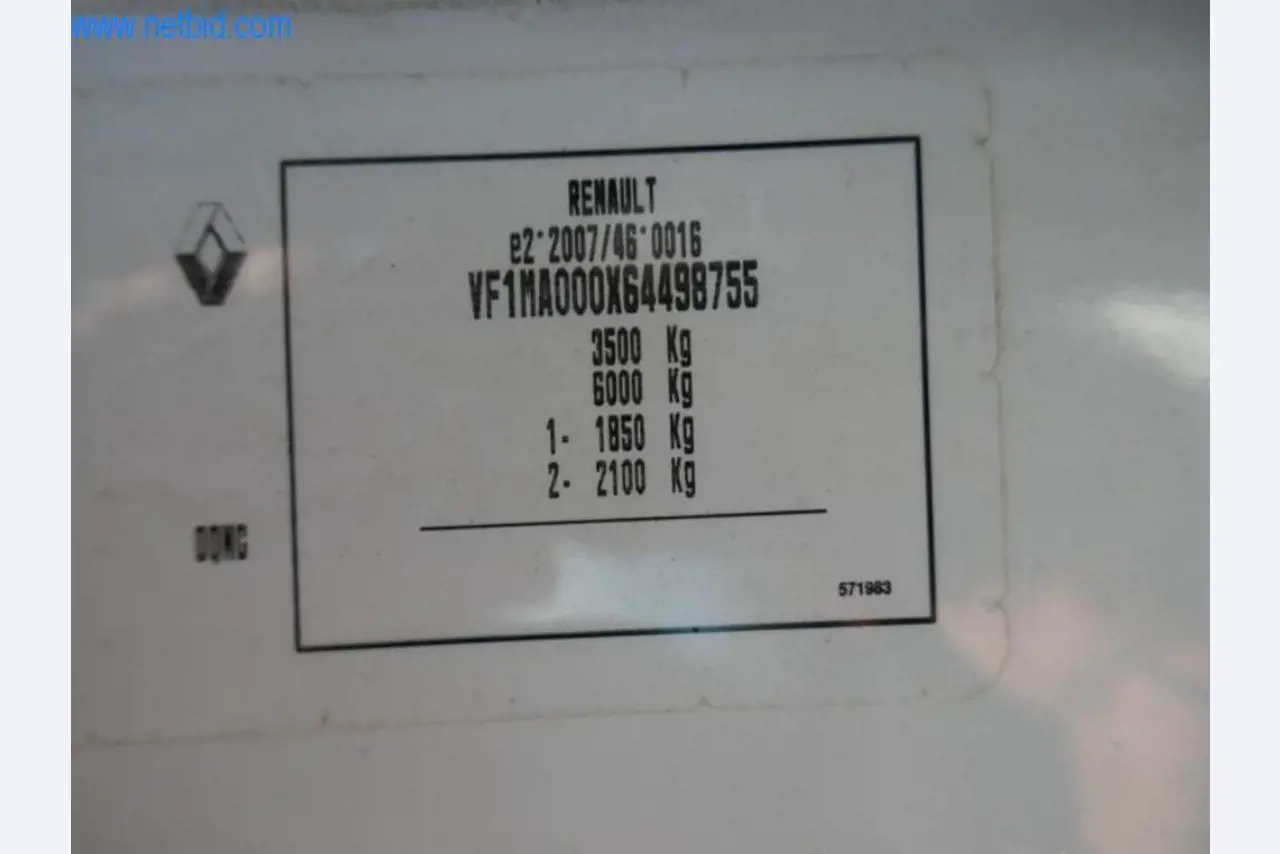 www.netbid.com
RENAULT
e2*2007/46*0016
VF1MA000X64498755
3500 Kg
6000 Kg
1- 1850 Kg
2- 2100 Kg
571983